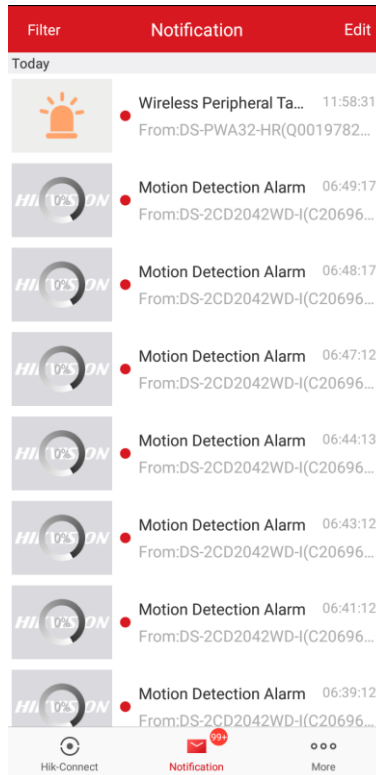 Filter Notification Edit
Today
Wireless Peripheral Ta... 11:58:31
From:DS-PWA32-HR(Q0019782...
Motion Detection Alarm 06:49:17
0%
From:DS-2CD2042WD-I(C20696...
Motion Detection Alarm 06:48:17
0%
From:DS-2CD2042WD-I(C20696...
Motion Detection Alarm 06:47:12
0%
From:DS-2CD2042WD-I(C20696...
Motion Detection Alarm 06:44:13
0%
From:DS-2CD2042WD-I(C20696...
Motion Detection Alarm 06:43:12
0%
From:DS-2CD2042WD-I(C20696...
Motion Detection Alarm 06:41:12
0%
From:DS-2CD2042WD-I(C20696...
Motion Detection Alarm 06:39:12
0%
From:DS-2CD2042WD-I(C20696...
99+
Hik-Connect Notification More